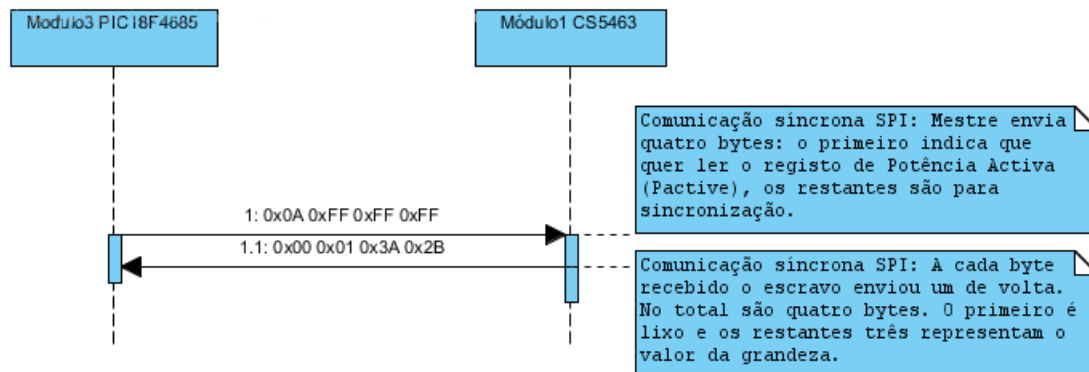 Modulo3 PIC18F4685
Módulo1 CS5463
Comunicação síncrona SPI: Mestre envia
quatro bytes: o primeiro indica que
quer ler o registo de Potência Activa
(Pactive), os restantes são para
sincronização.
1: 0x0A 0xFF 0xFF 0xFF
1.1: 0x00 0x01 0x3A 0x2B
Comunicação síncrona SPI: A cada byte
recebido o escravo enviou um de volta.
No total são quatro bytes. O primeiro é
lixo e os restantes três representam o
valor da grandeza.